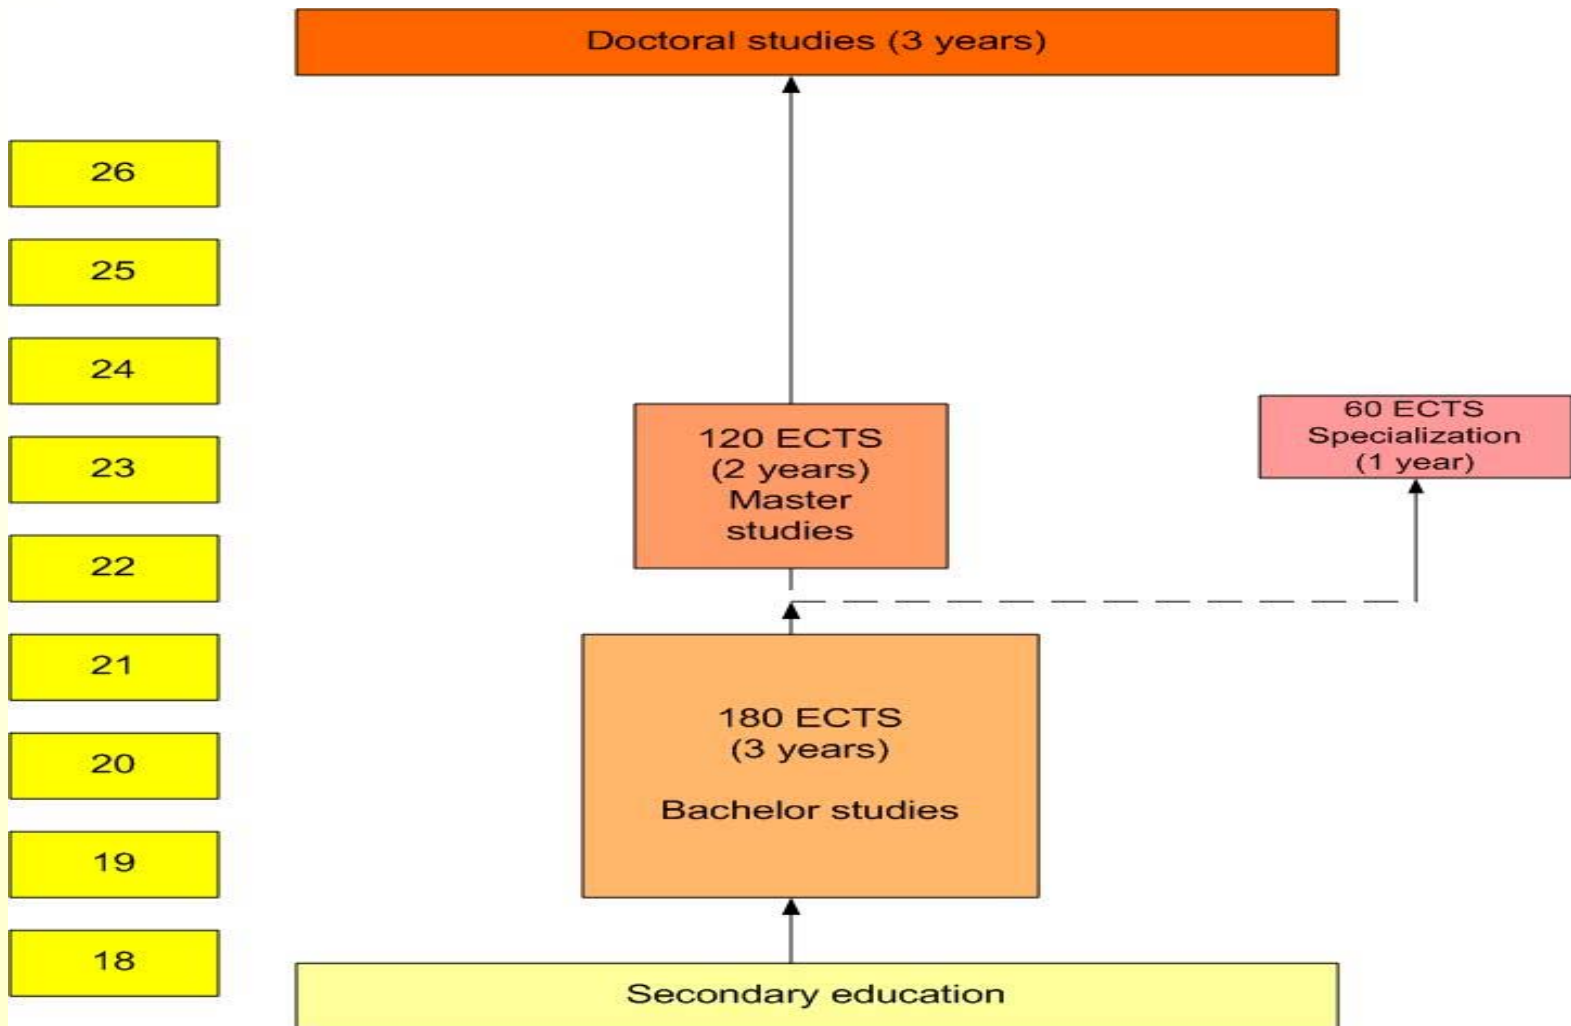 Doctoral studies (3 years)
26
25
24
23
22
21
20
19
18
120 ECTS
(2 years)
Master
studies
60 ECTS
Specialization
(1 year)
180 ECTS
(3 years)
Bachelor studies
Secondary education